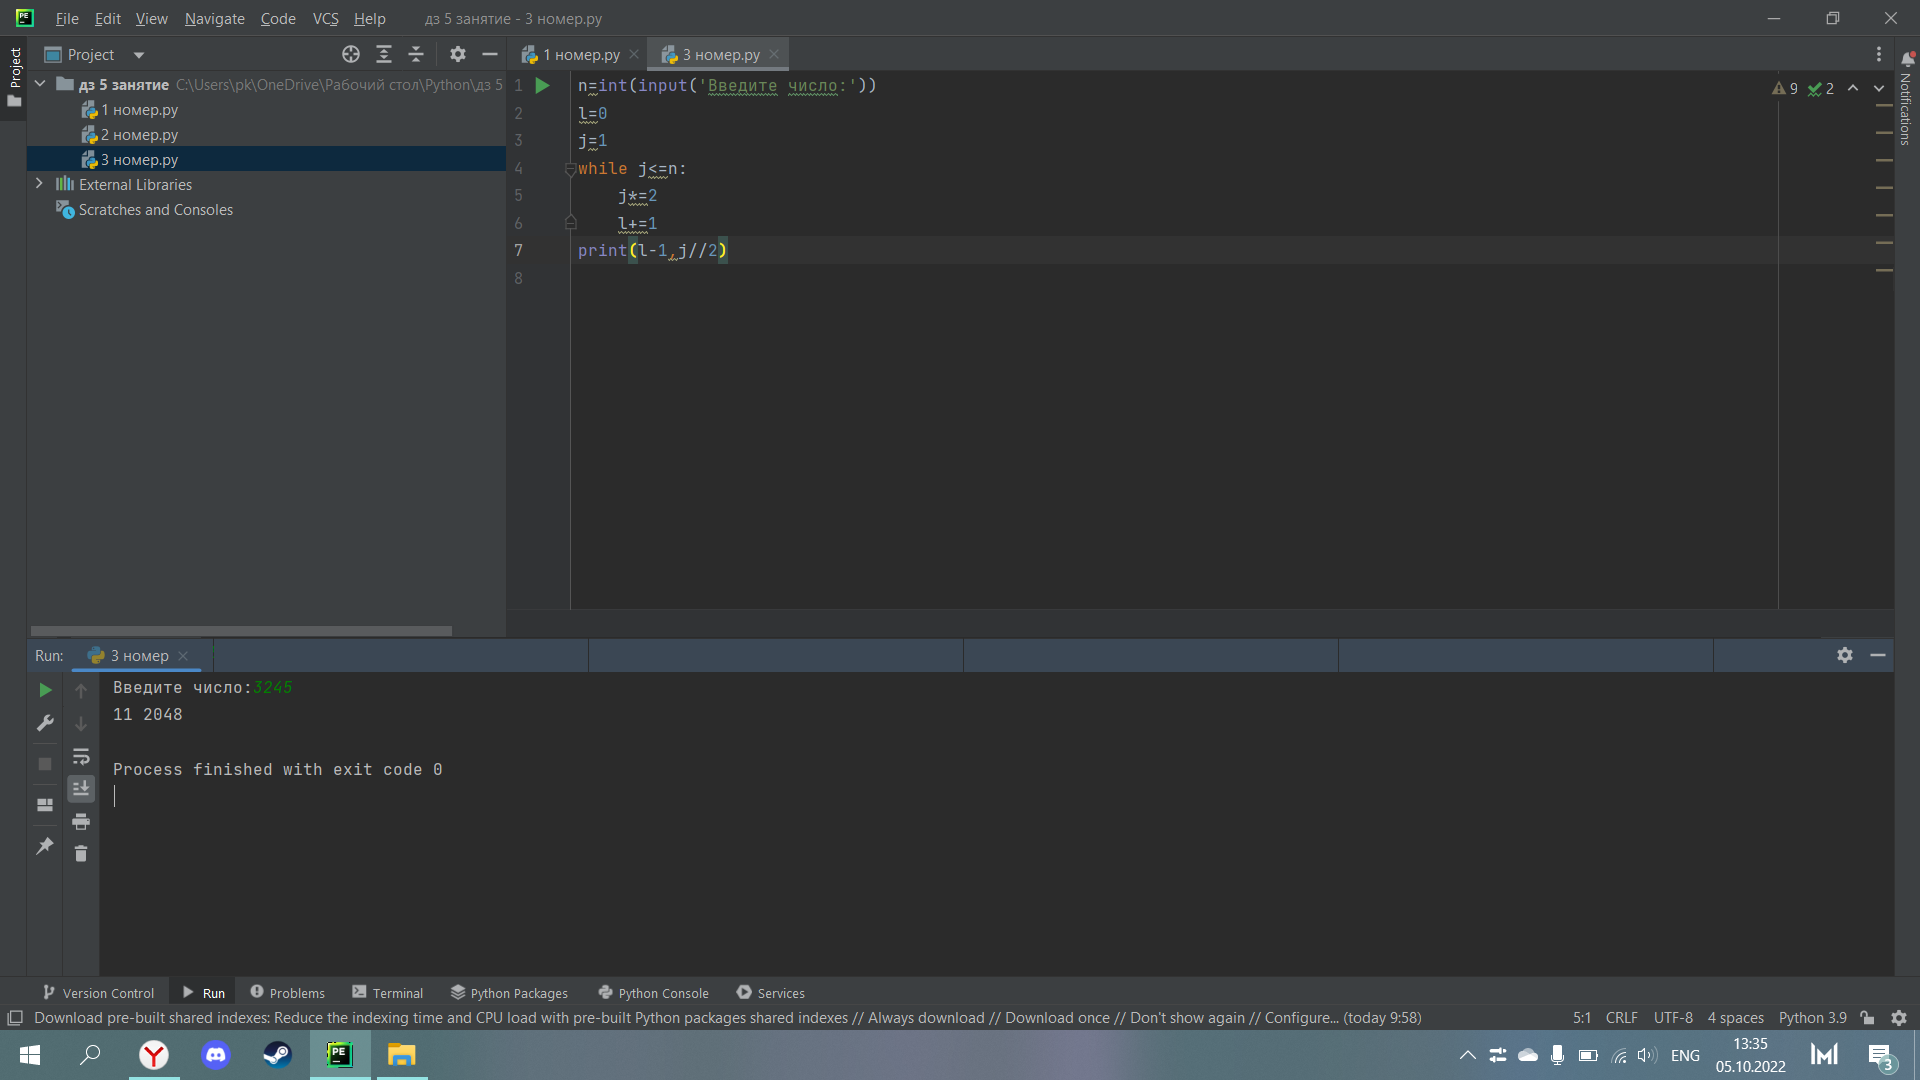 File Edit View Navigate Code VCS Help дз 5 занятие - 3 номер.py
Project
1 номер.py
3 номер.py
Project
дз 5 занятие C:\Users\pk\OneDrive\Рабочий стол\Python\дз 5
1 номер.py
2 номер.py
3 номер.py
External Libraries
Scratches and Consoles
1 n=int(input('Введите число:'))
2 l=0
3 j=1
4 while j<=n:
5 j*=2
6 l+=1
7 print(l-1,j//2)
8
9 2
Notifications
Run: 3 номер
Введите число:3245
11 2048
Process finished with exit code 0
Version Control Run Problems Terminal Python Packages Python Console Services
Download pre-built shared indexes: Reduce the indexing time and CPU load with pre-built Python packages shared indexes // Always download // Download once // Don't show again // Configure... (today 9:58) 5:1 CRLF UTF-8 4 spaces Python 3.9
PE
ENG
13:35
05.10.2022
3